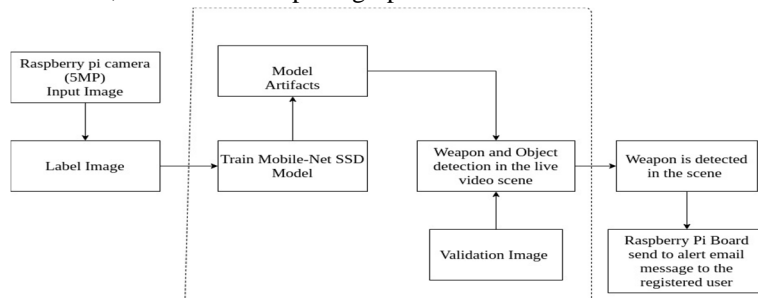 Raspberry pi camera
(5MP)
Input Image
Label Image
Model
Artifacts
Train Mobile-Net SSD
Model
Weapon and Object
detection in the live
video scene
Validation Image
Weapon is detected
in the scene
Raspberry Pi Board
send to alert email
message to the
registered user